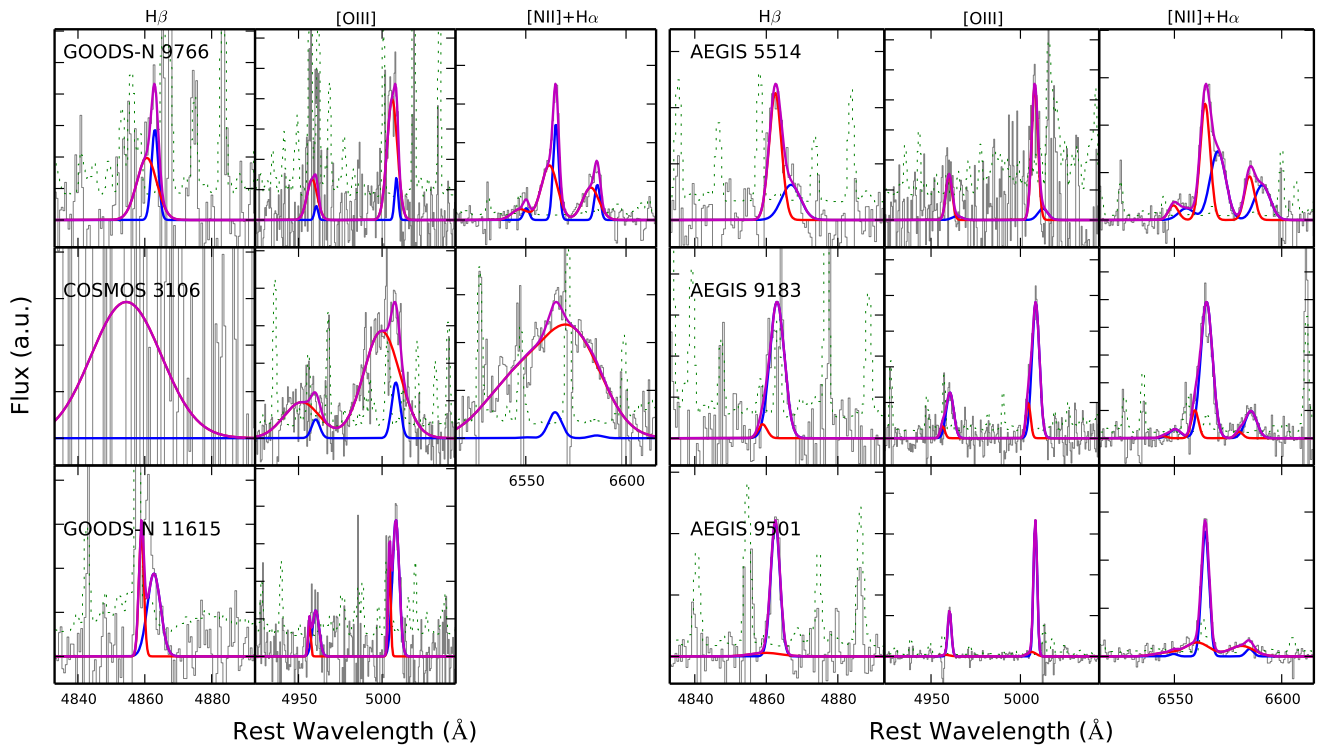 Hβ [OIII] [NII]+Hα Hβ [OIII] [NII]+Hα
GOODS-N 9766
AEGIS 5514
COSMOS 3106
AEGIS 9183
6550 6600
GOODS-N 11615
AEGIS 9501
4840 4860 4880 4950 5000 4840 4860 4880 4950 5000 6550 6600
Flux (a.u.)
Rest Wavelength (Å) Rest Wavelength (Å)